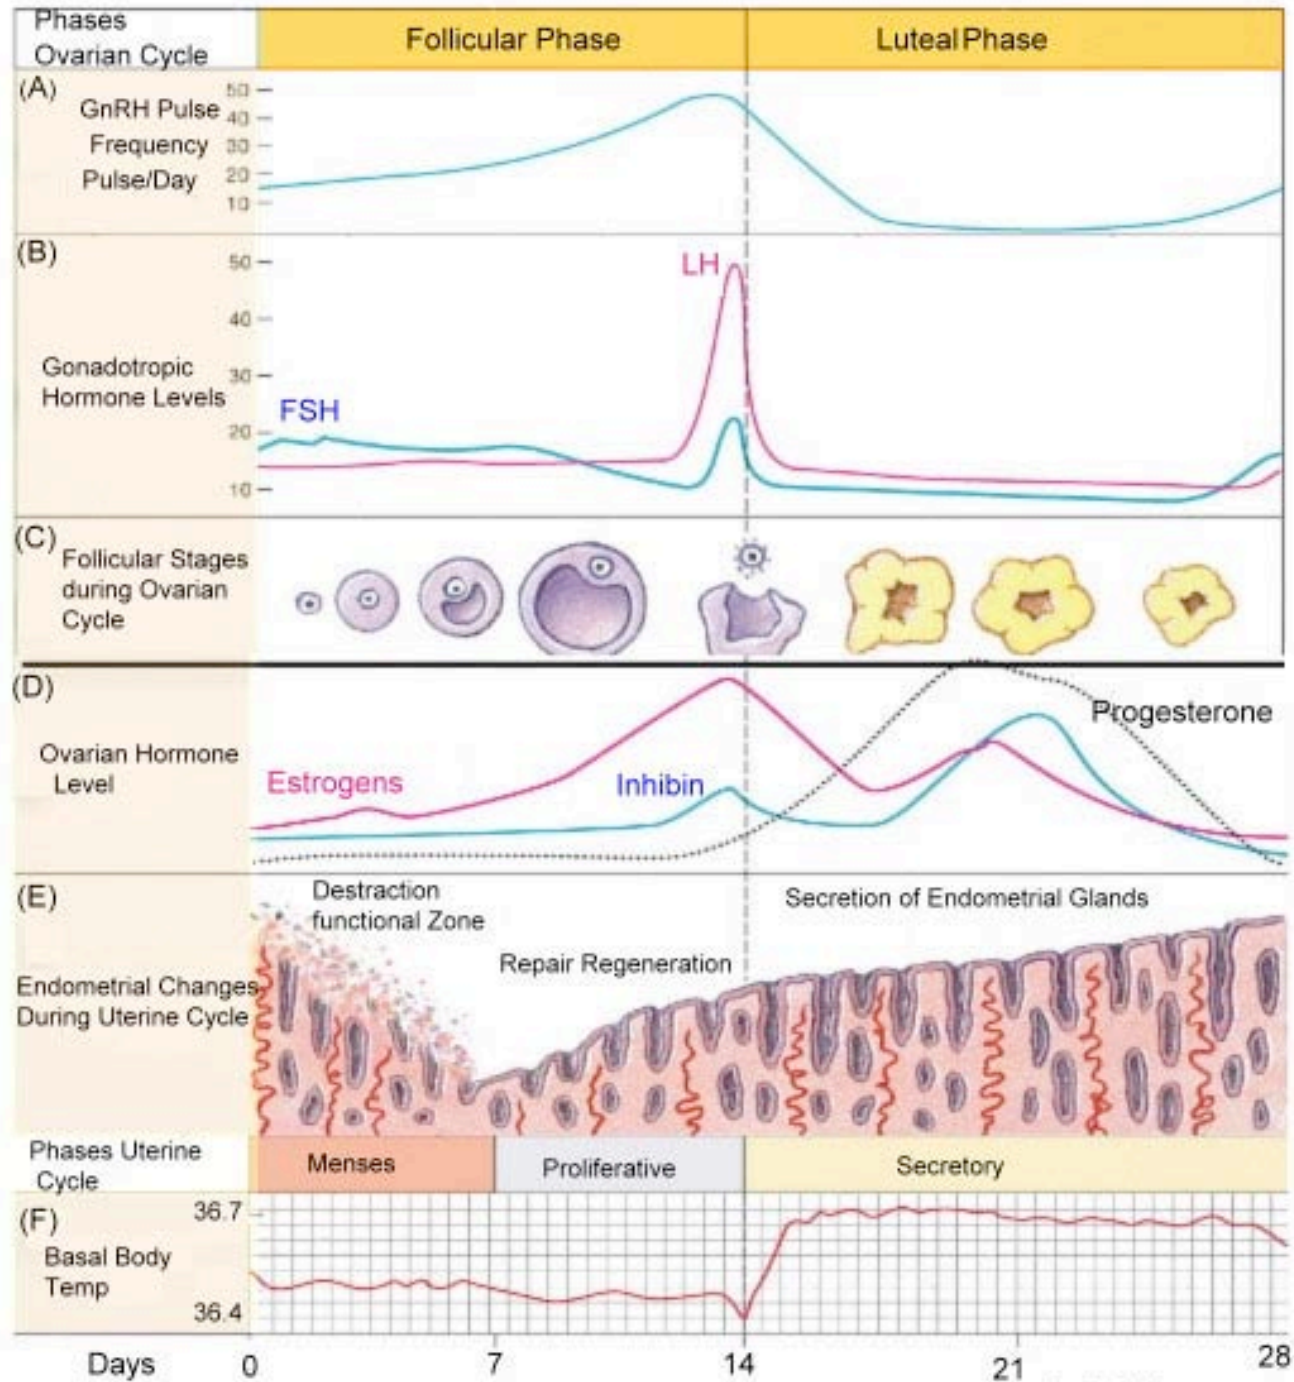 Phases
Ovarian Cycle
Follicular Phase
Luteal Phase
(A)
GnRH Pulse
Frequency
Pulse/Day
50
40
30
20
10
(B)
Gonadotropic
Hormone Levels
50
40
30
20
10
LH
FSH
(C)
Follicular Stages
during Ovarian
Cycle
(D)
Ovarian Hormone
Level
Estrogens
Inhibin
Progesterone
(E)
Endometrial Changes
During Uterine Cycle
Destraction
functional Zone
Repair Regeneration
Secretion of Endometrial Glands
Phases Uterine
Cycle
Menses
Proliferative
Secretory
(F)
Basal Body
Temp
36.7
36.4
Days
0
7
14
21
28